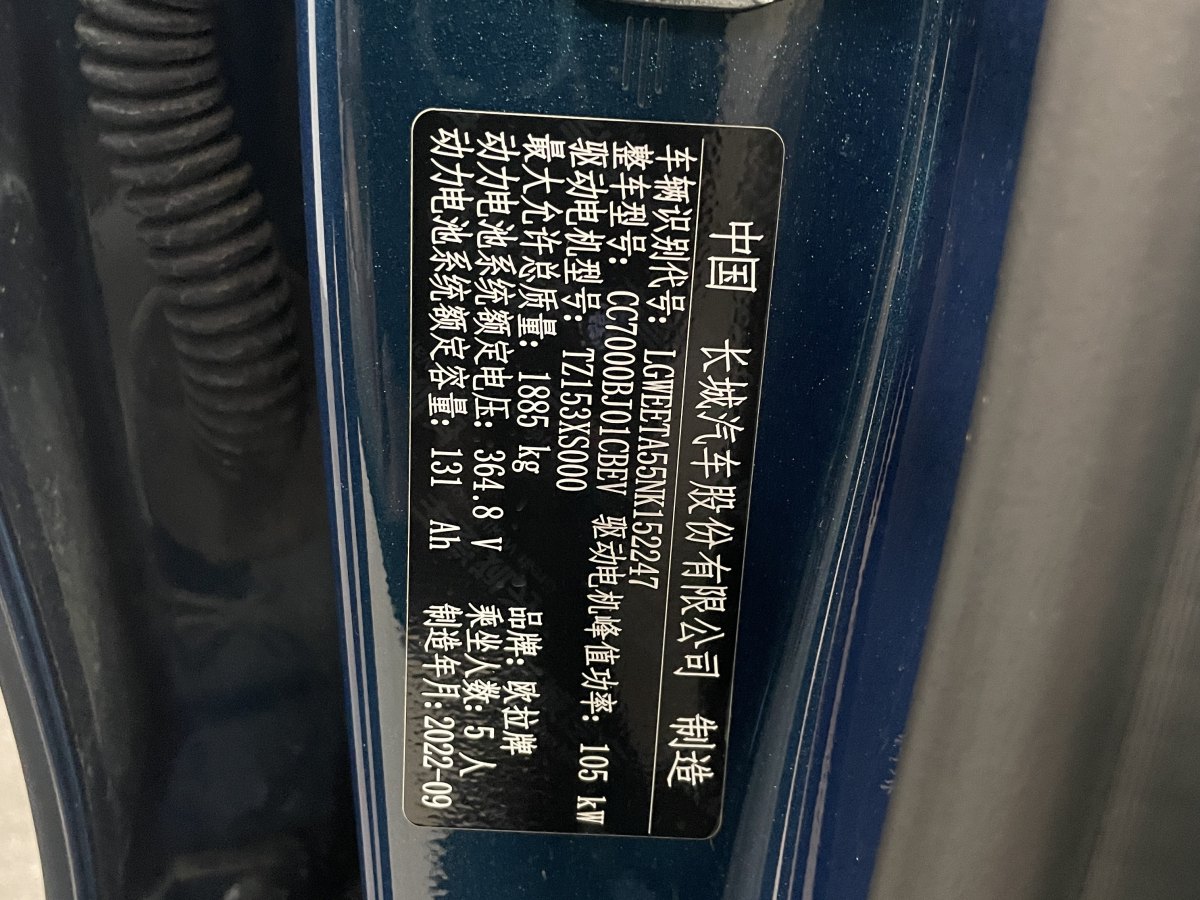 中国 长城汽车股份有限公司 制造
车辆识别代号: LGWEETA55NK152247
整车型号: CC7000BJ01CBEV 驱动电机峰值功率: 105 kW
驱动电机型号: TZ153XS000
最大允许总质量: 1885 kg 品牌: 欧拉牌
动力电池系统额定电压: 364.8 V 乘坐人数: 5 人
动力电池系统额定容量: 131 Ah 制造年月: 2022-09